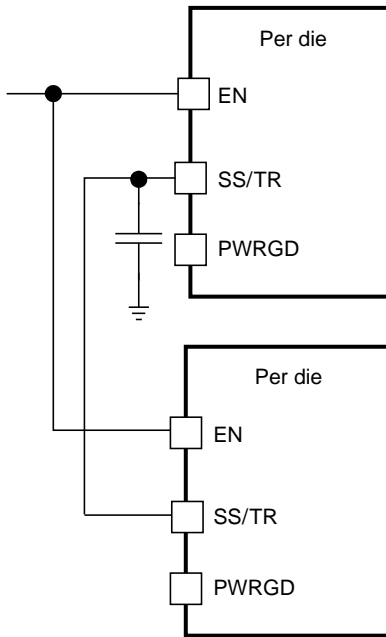 Per die
EN
SS/TR
PWRGD
Per die
EN
SS/TR
PWRGD